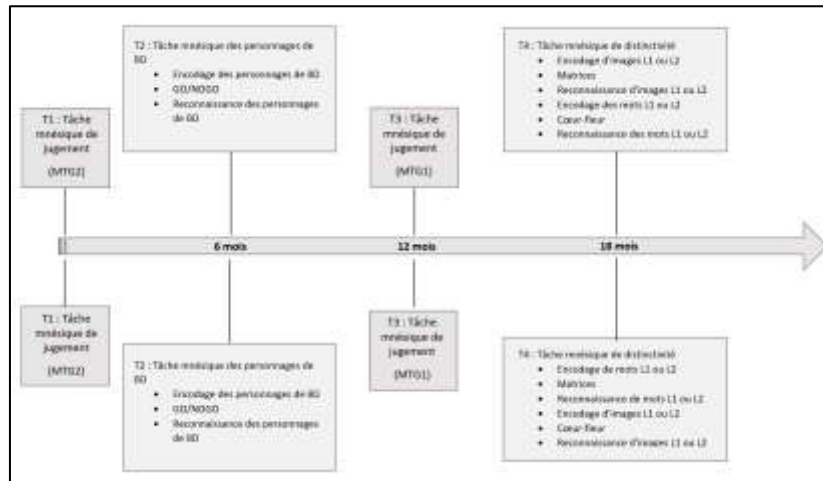 T2 : Tâche mnésique des personnages de
BD
• Encodage des personnages de BD
• GO/NOGO
• Reconnaissance des personnages
de BD
T4 : Tâche mnésique de distinctivité
• Encodage d'images L1 ou L2
• Matrices
• Reconnaissance d'images L1 ou L2
• Encodage des mots L1 ou L2
• Cœur-fleur
• Reconnaissance des mots L1 ou L2
T1 : Tâche
mnésique de
jugement
(MTG2)
T3 : Tâche
mnésique de
jugement
(MTG1)
6 mois
12 mois
18 mois
T1 : Tâche
mnésique de
jugement
(MTG2)
T2 : Tâche mnésique des personnages de
BD
• Encodage des personnages de BD
• GO/NOGO
• Reconnaissance des personnages
de BD
T3 : Tâche
mnésique de
jugement
(MTG1)
T4 : Tâche mnésique de distinctivité
• Encodage de mots L1 ou L2
• Matrices
• Reconnaissance de mots L1 ou L2
• Encodage d'images L1 ou L2
• Cœur-fleur
• Reconnaissance d'images L1 ou L2